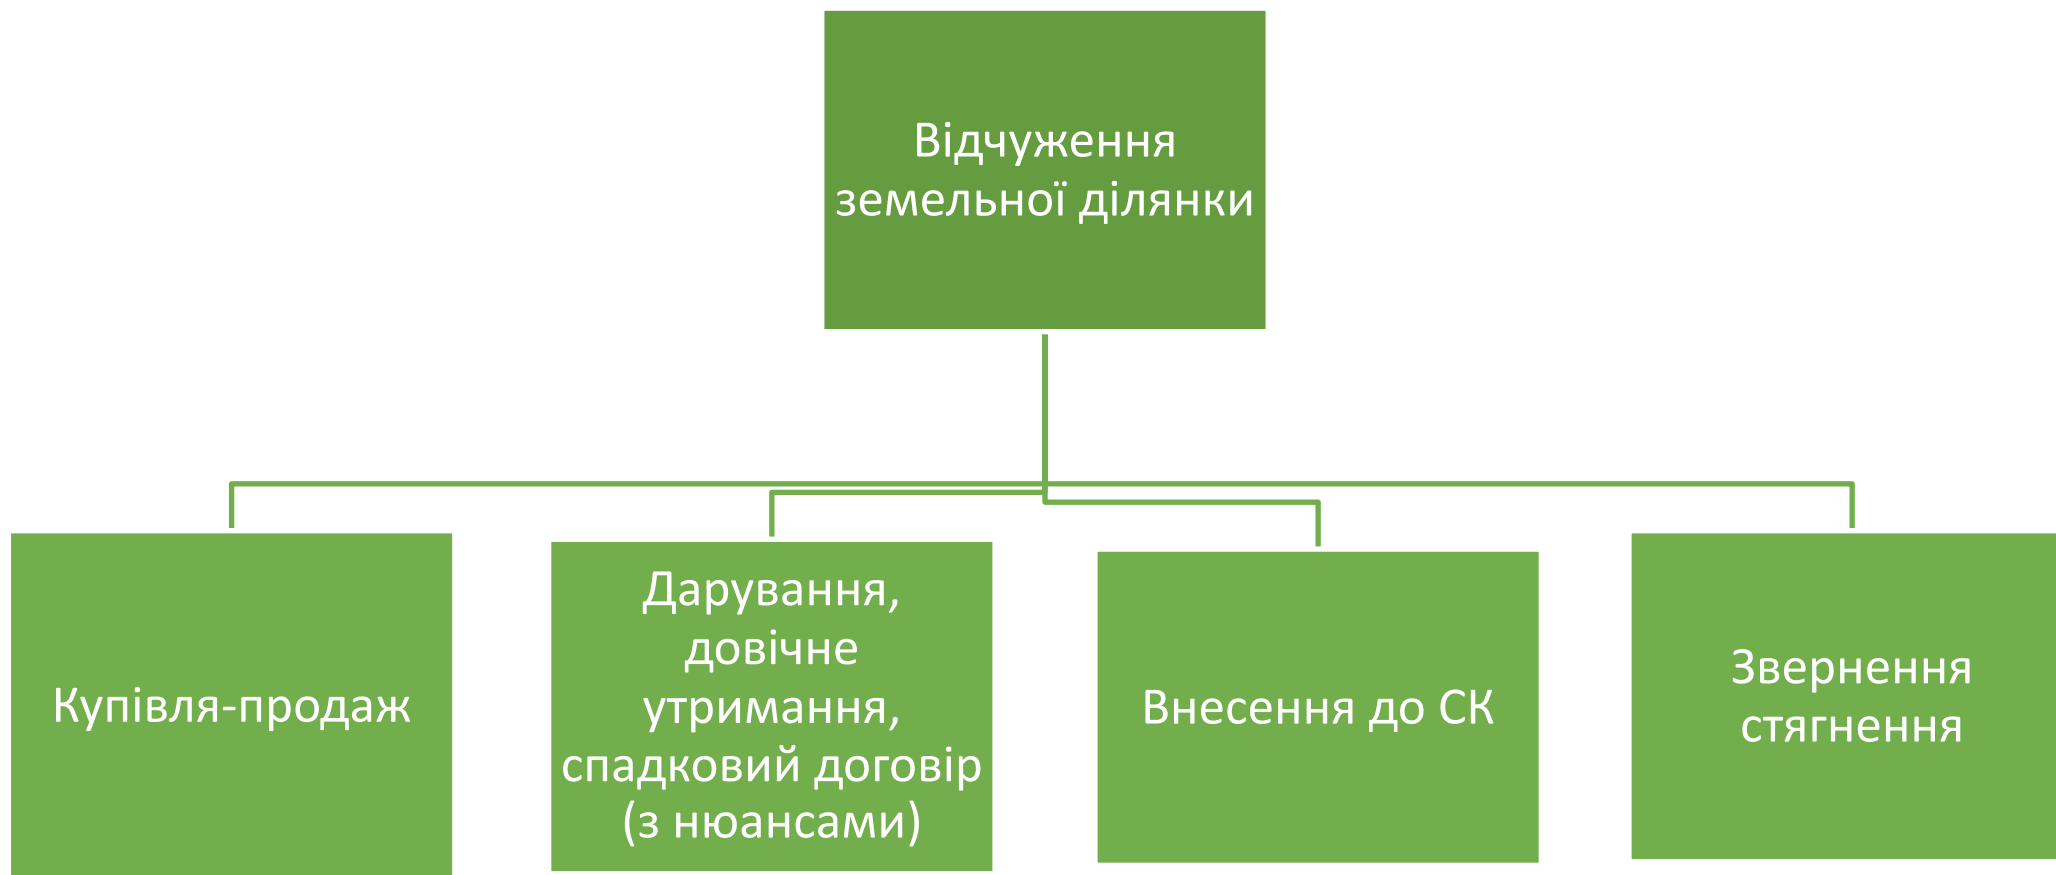 Відчуження
земельної ділянки
Купівля-продаж
Дарування,
довічне
утримання,
спадковий договір
(з нюансами)
Внесення до СК
Звернення
стягнення